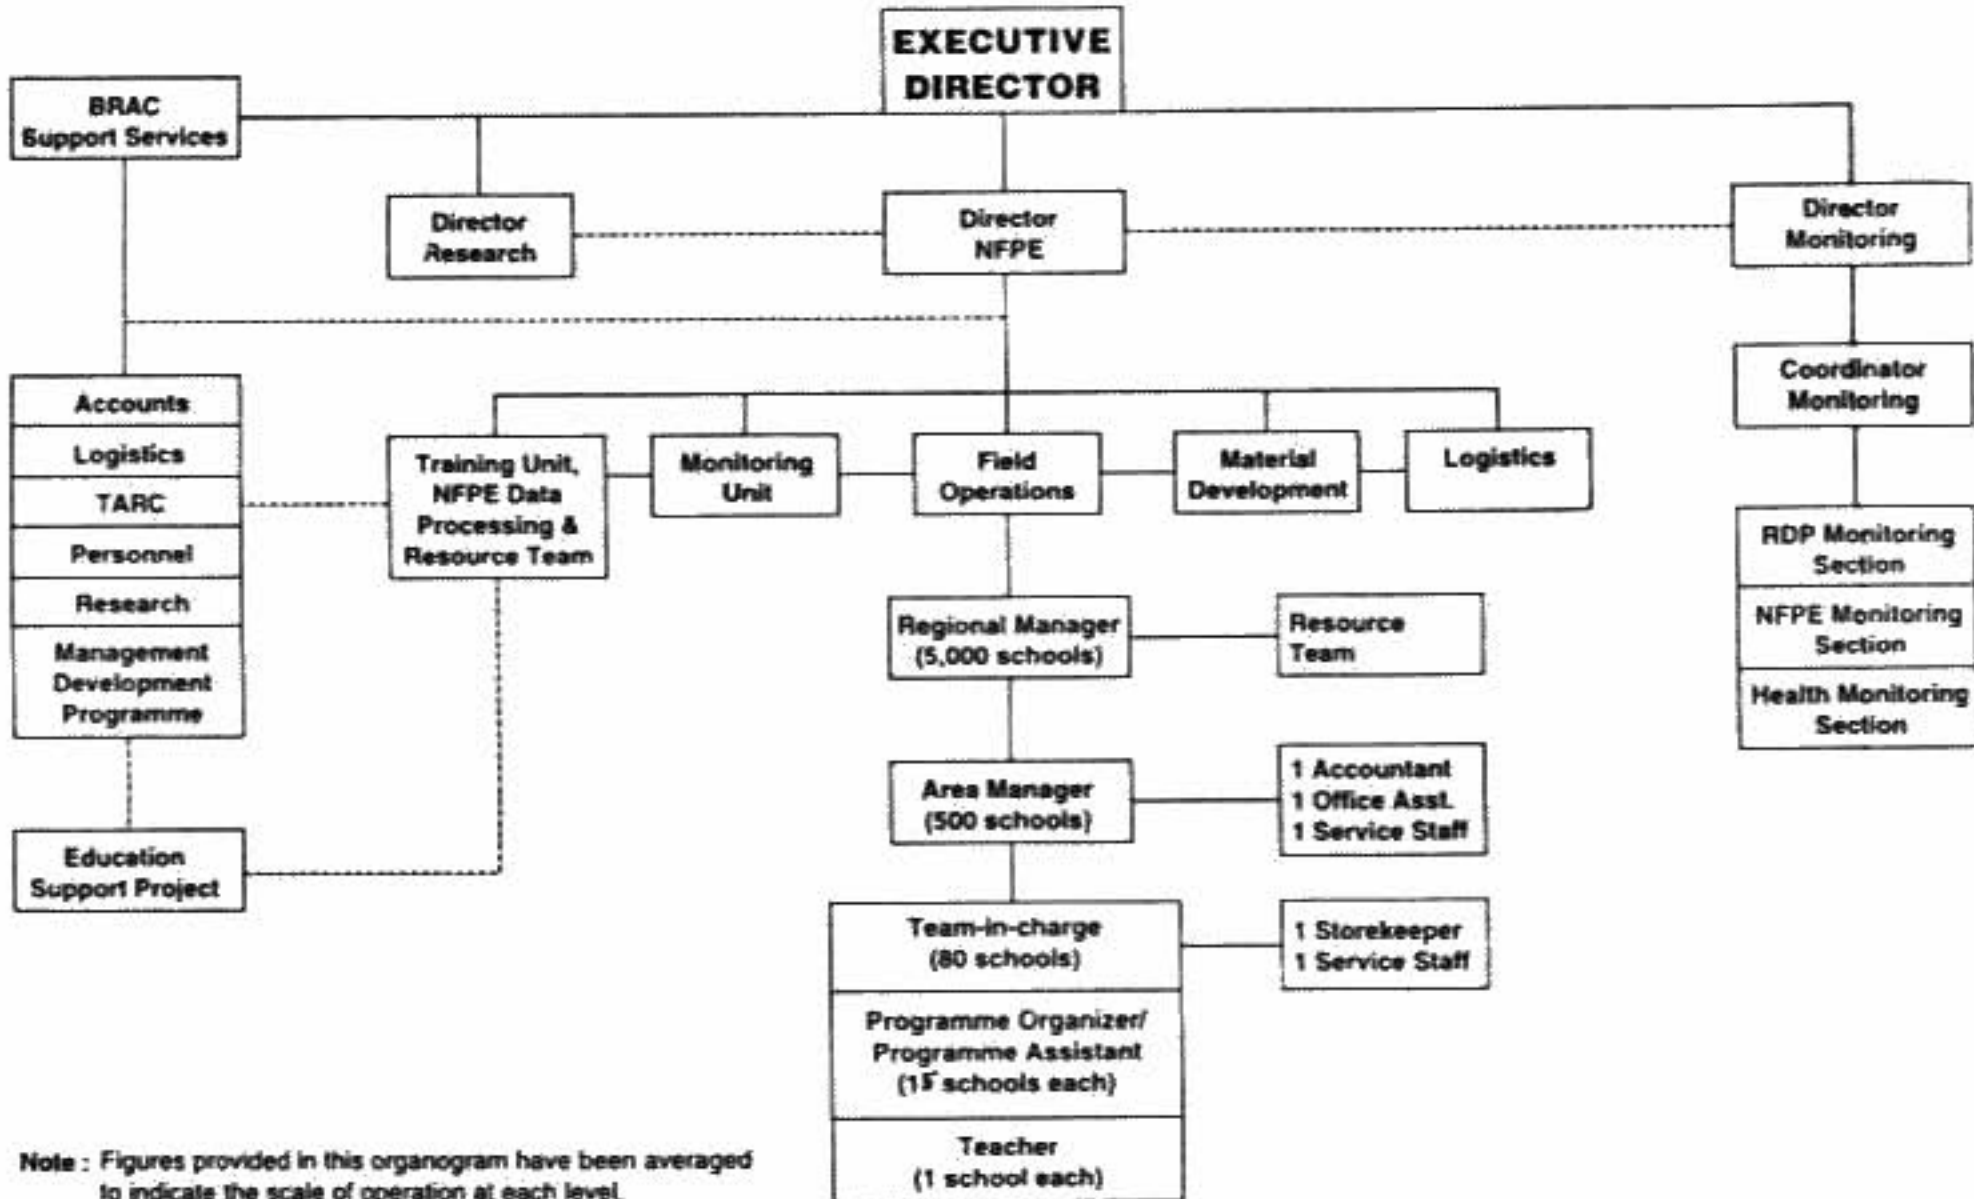 EXECUTIVE
DIRECTOR
BRAC
Support Services
Director
Research
Director
NFPE
Director
Monitoring
Coordinator
Monitoring
Accounts
Logistics
TARC
Personnel
Research
Management
Development
Programme
Training Unit,
NFPE Data
Processing &
Resource Team
Monitoring
Unit
Field
Operations
Material
Development
Logistics
RDP Monitoring
Section
NFPE Monitoring
Section
Health Monitoring
Section
Regional Manager
(5,000 schools)
Resource
Team
Area Manager
(500 schools)
1 Accountant
1 Office Asst.
1 Service Staff
Education
Support Project
Team-in-charge
(80 schools)
1 Storekeeper
1 Service Staff
Programme Organizer/
Programme Assistant
(15 schools each)
Teacher
(1 school each)
Note : Figures provided in this organogram have been averaged
to indicate the scale of operation at each level.